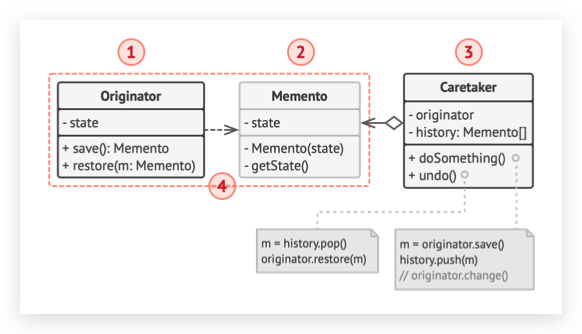 1
2
3
Originator
- state
+ save(): Memento
+ restore(m: Memento)
Memento
- state
- Memento(state)
- getState()
Caretaker
- originator
- history: Memento[]
+ doSomething()
+ undo()
4
m = history.pop()
originator.restore(m)
m = originator.save()
history.push(m)
// originator.change()